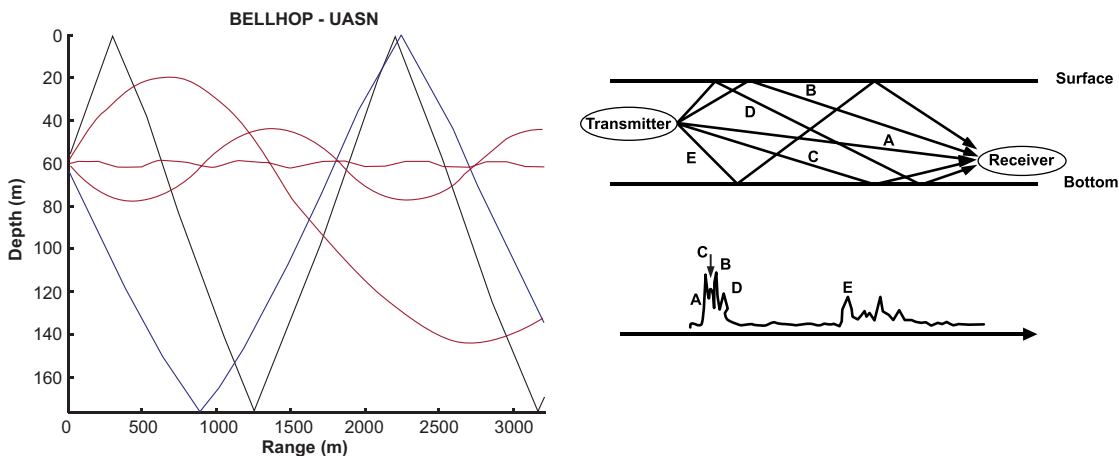 BELLHOP - UASN
0
20
40
60
80
100
120
140
160
Depth (m)
0 500 1000 1500 2000 2500 3000
Range (m)
Surface
B
D
Transmitter
A
E
C
Receiver
Bottom
C
B
A
D
E